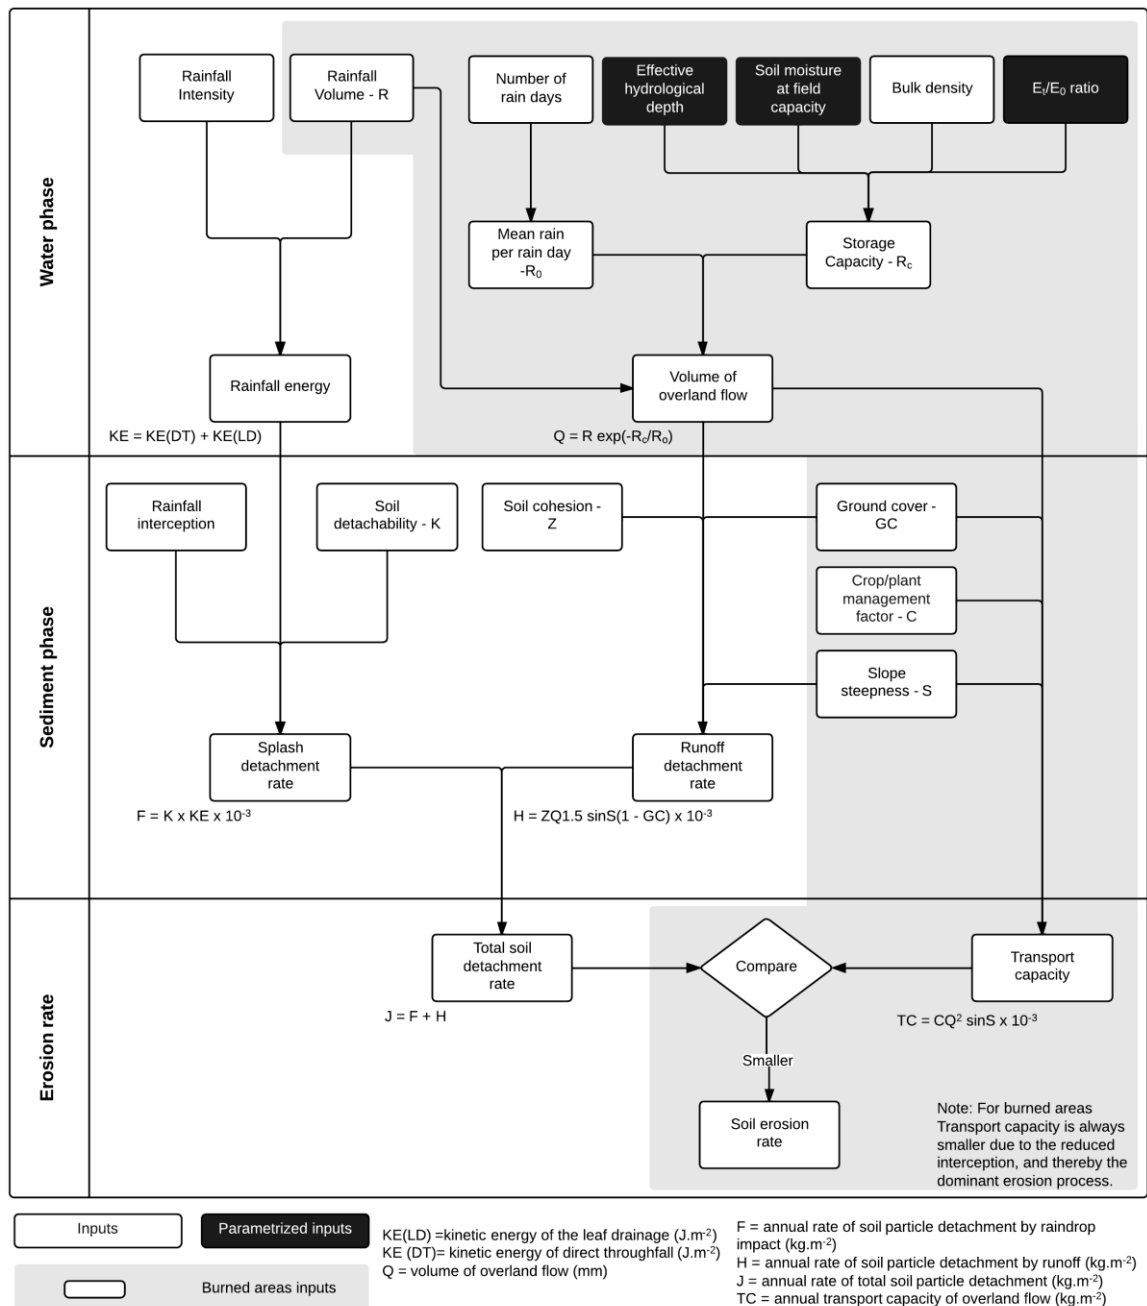 Water phase
Rainfall
Intensity
Rainfall
Volume - R
Number of
rain days
Effective
hydrological
depth
Soil moisture
at field
capacity
Bulk density
Et/E0 ratio
Mean rain
per rain day
-R0
Storage
Capacity - Rc
Rainfall energy
Volume of
overland flow
KE = KE(DT) + KE(LD)
Q = R exp(-Rc/Ro)
Sediment phase
Rainfall
interception
Soil
detachability - K
Soil cohesion -
Z
Ground cover -
GC
Crop/plant
management
factor - C
Slope
steepness - S
Splash
detachment
rate
Runoff
detachment
rate
F = K x KE x 10-3
H = ZQ1.5 sinS(1 - GC) x 10-3
Erosion rate
Total soil
detachment
rate
Compare
Transport
capacity
J = F + H
TC = CQ2 sinS x 10-3
Smaller
Soil erosion
rate
Note: For burned areas
Transport capacity is always
smaller due to the reduced
interception, and thereby the
dominant erosion process.
Inputs
Parametrized inputs
Burned areas inputs
KE(LD) =kinetic energy of the leaf drainage (J.m-2)
KE (DT)= kinetic energy of direct throughfall (J.m-2)
Q = volume of overland flow (mm)
F = annual rate of soil particle detachment by raindrop
impact (kg.m-2)
H = annual rate of soil particle detachment by runoff (kg.m-2)
J = annual rate of total soil particle detachment (kg.m-2)
TC = annual transport capacity of overland flow (kg.m-2)